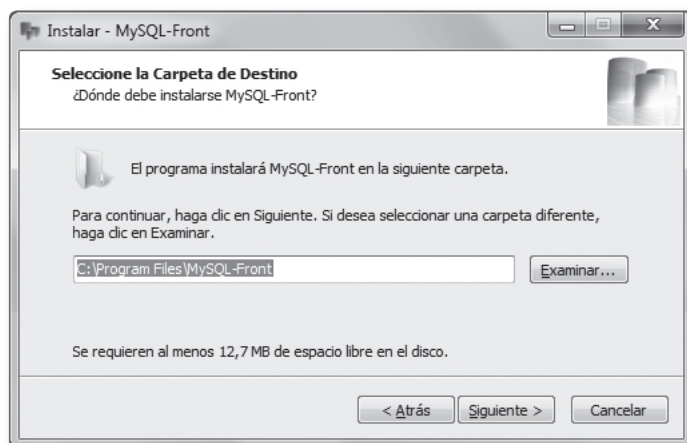 Instalar - MySQL-Front
Seleccione la Carpeta de Destino
¿Dónde debe instalarse MySQL-Front?
El programa instalará MySQL-Front en la siguiente carpeta.
Para continuar, haga clic en Siguiente. Si desea seleccionar una carpeta diferente,
haga clic en Examinar.
C:\Program Files\MySQL-Front
Examinar...
Se requieren al menos 12,7 MB de espacio libre en el disco.
< Atrás
Siguiente >
Cancelar